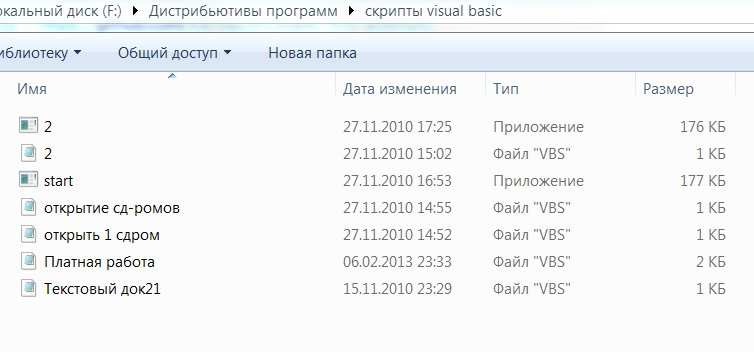 окальный диск (F:) Дистрибьютивы программ скрипты visual basic
иблиотеку Общий доступ Новая папка
Имя Дата изменения Тип Размер
2 27.11.2010 17:25 Приложение 176 КБ
2 27.11.2010 15:02 Файл "VBS" 1 КБ
start 27.11.2010 16:53 Приложение 177 КБ
открытие сд-ромов 27.11.2010 14:55 Файл "VBS" 1 КБ
открыть 1 сдром 27.11.2010 14:52 Файл "VBS" 1 КБ
Платная работа 06.02.2013 23:33 Файл "VBS" 2 КБ
Текстовый док21 15.11.2010 23:29 Файл "VBS" 1 КБ